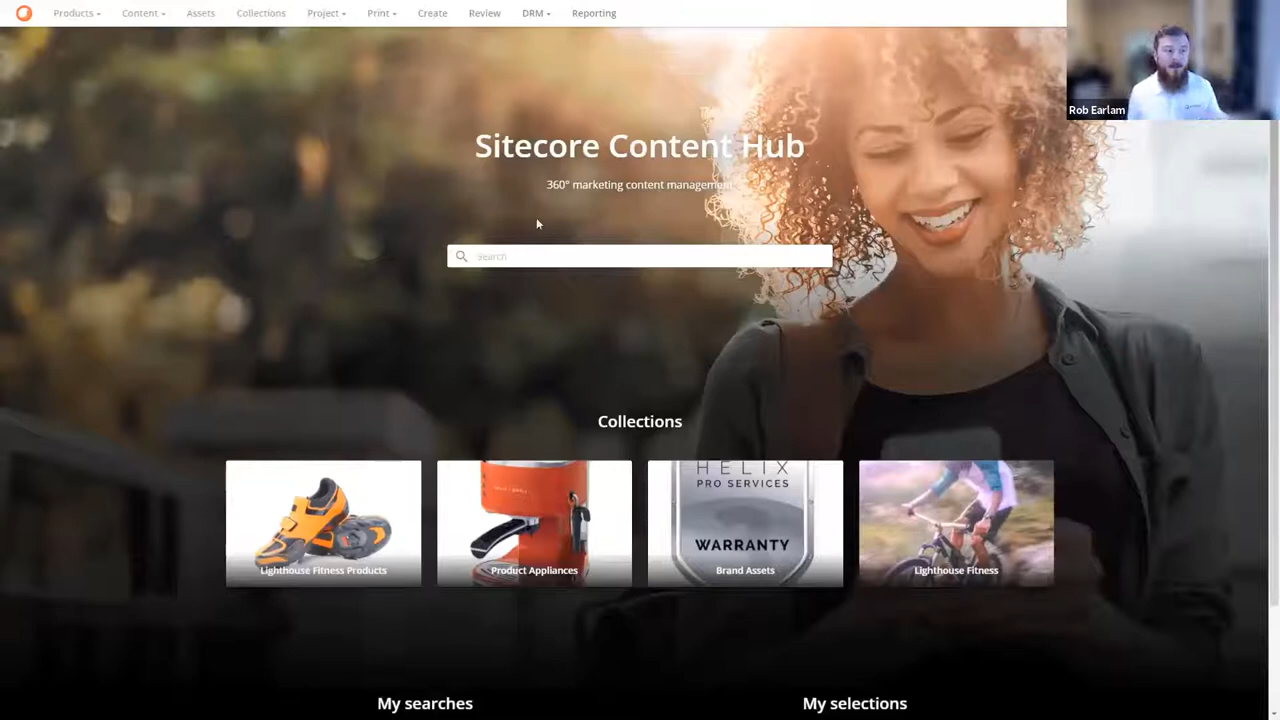 Products
Content
Assets
Collections
Project
Print
Create
Review
DRM
Reporting
Rob Earlam
Sitecore Content Hub
360° marketing content management
Search
Collections
Lighthouse Fitness Products
Product Appliances
HELIX
PRO SERVICES
WARRANTY
Brand Assets
Lighthouse Fitness
My searches
My selections